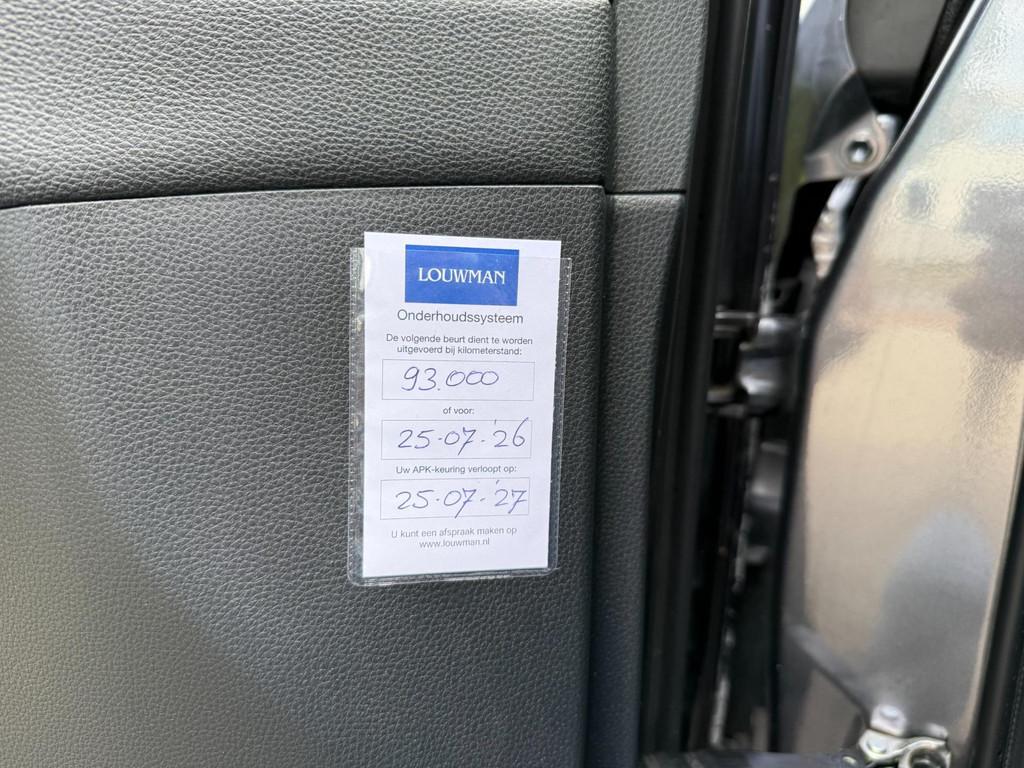 LOUWMAN
Onderhoudssysteem
De volgende beurt dient te worden
uitgevoerd bij kilometerstand:
93.000
of voor:
25-07-'26
Uw APK-keuring verloopt op:
25-07-'27
U kunt een afspraak maken op
www.louwman.nl